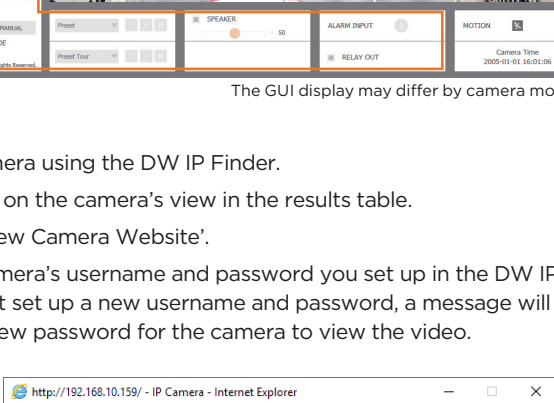 SPEAKER
MANUAL
Preset
50
ALARM INPUT
MOTION
DE
ghts Reserved.
Preset Tour
RELAY OUT
Camera Time
2005-01-01 16:01:06
The GUI display may differ by camera mo
nera using the DW IP Finder.
on the camera's view in the results table.
ew Camera Website'.
mera's username and password you set up in the DW IP
t set up a new username and password, a message will
ew password for the camera to view the video.
http://192.168.10.159/ - IP Camera - Internet Explorer